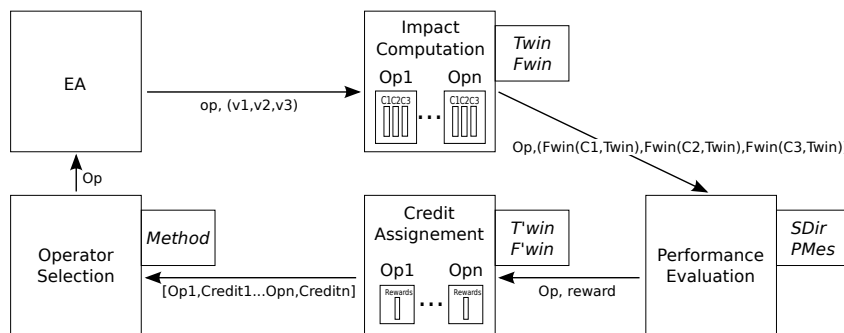 EA
op, (v1,v2,v3)
Impact
Computation
Op1
Opn
C1C2C3
...
C1C2C3
Twin
Fwin
Op,(Fwin(C1,Twin),Fwin(C2,Twin),Fwin(C3,Twin)
Op
Operator
Selection
Method
[Op1,Credit1...Opn,Creditn]
Credit
Assignement
Op1
Opn
Rewards
...
Rewards
T'win
F'win
Op, reward
Performance
Evaluation
SDir
PMes